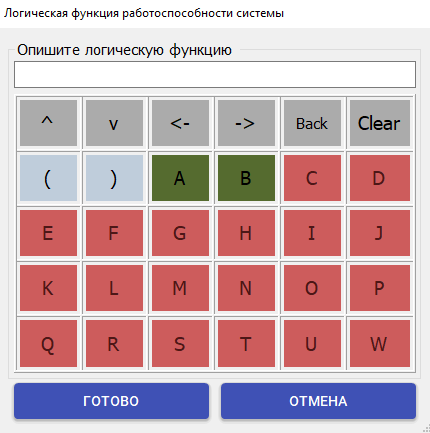 Логическая функция работоспособности системы
Опишите логическую функцию
^ v <- -> Back Clear
( ) A B C D
E F G H I J
K L M N O P
Q R S T U W
ГОТОВО ОТМЕНА